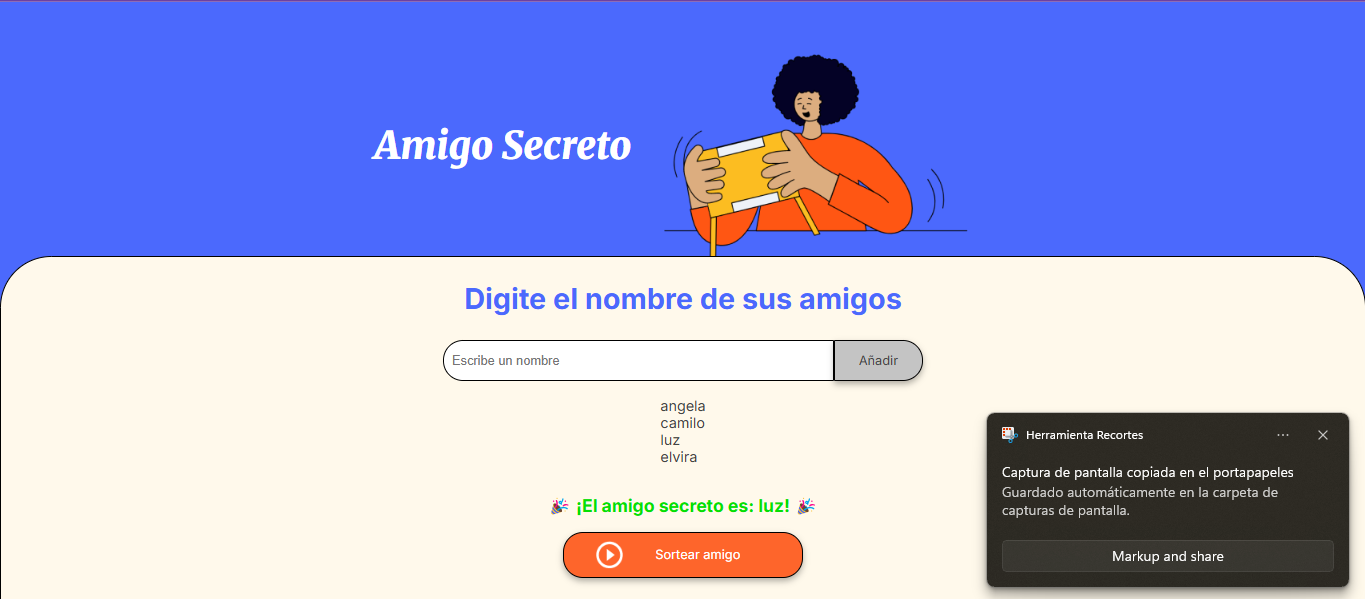 Amigo Secreto
Digite el nombre de sus amigos
Escribe un nombre
Añadir
angela
camilo
luz
elvira
🎉 ¡El amigo secreto es: luz! 🎉
Sortear amigo
Herramienta Recortes
Captura de pantalla copiada en el portapapeles
Guardado automáticamente en la carpeta de
capturas de pantalla.
Markup and share